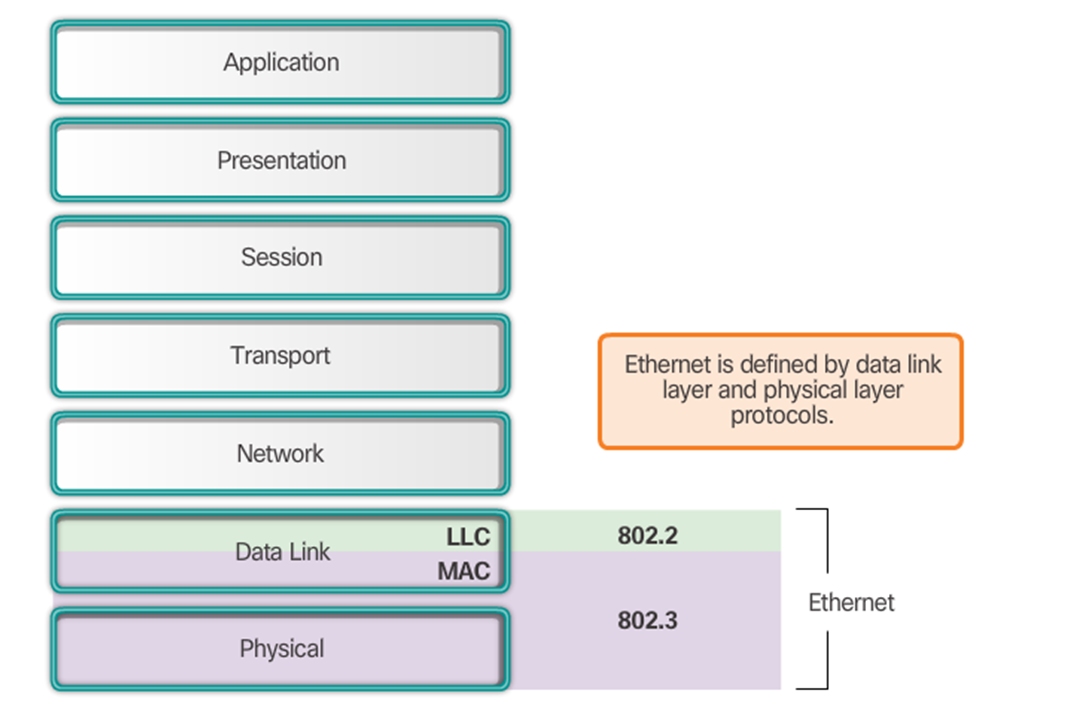 Application
Presentation
Session
Transport
Ethernet is defined by data link
layer and physical layer
protocols.
Network
Data Link
LLC
MAC
802.2
802.3
Ethernet
Physical